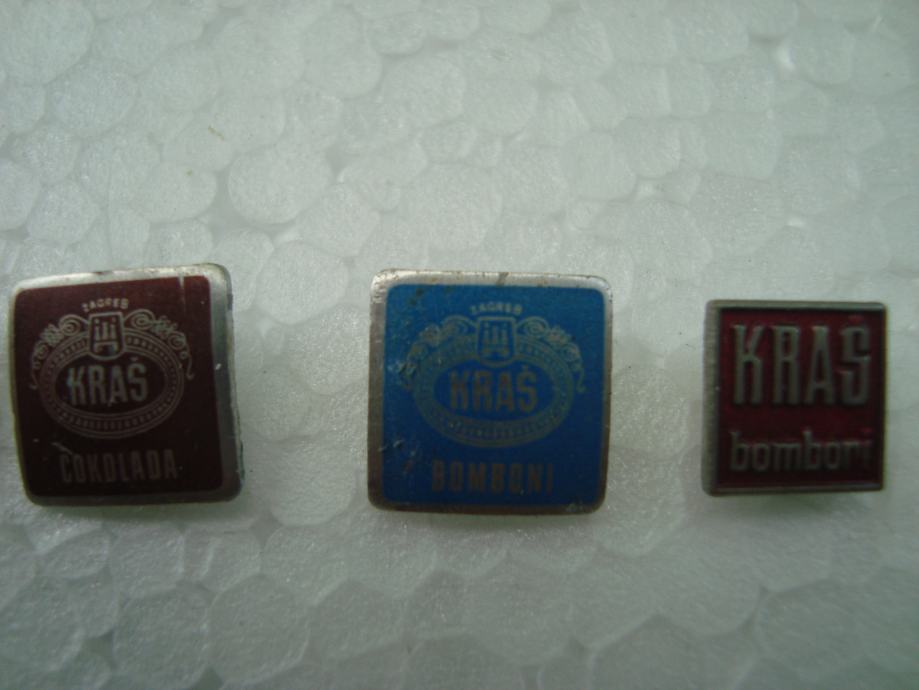 ZAGREB
KRAŠ
ČOKOLADA
ZAGREB
KRAŠ
BOMBONI
KRAŠ
bomboni